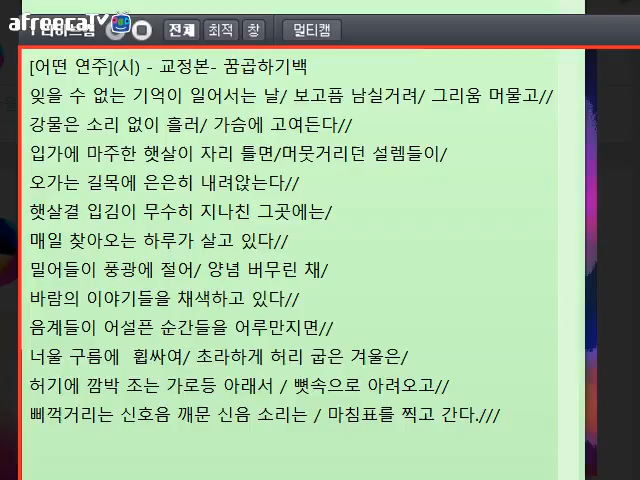 afreecaTV
전체 최적 창 멀티캠
[어떤 연주](시) - 교정본- 꿈곱하기백
잊을 수 없는 기억이 일어서는 날/ 보고픔 남실거려/ 그리움 머물고//
강물은 소리 없이 흘러/ 가슴에 고여든다//
입가에 마주한 햇살이 자리 틀면/머뭇거리던 설렘들이/
오가는 길목에 은은히 내려앉는다//
햇살결 입김이 무수히 지나친 그곳에는/
매일 찾아오는 하루가 살고 있다//
밀어들이 풍광에 절어/ 양념 버무린 채/
바람의 이야기들을 채색하고 있다//
음계들이 어설픈 순간들을 어루만지면//
너울 구름에  휩싸여/ 초라하게 허리 굽은 겨울은/
허기에 깜박 조는 가로등 아래서 / 뼛속으로 아려오고//
삐꺽거리는 신호음 깨문 신음 소리는 / 마침표를 찍고 간다.///